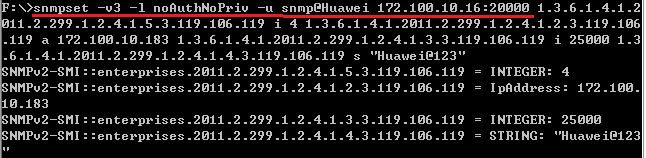 F:\>snmpset -v3 -l noAuthNoPriv -u snmp@Huawei 172.100.10.16:20000 1.3.6.1.4.1.2
011.2.299.1.2.4.1.5.3.119.106.119 i 4 1.3.6.1.4.1.2011.2.299.1.2.4.1.2.3.119.106
.119 a 172.100.10.183 1.3.6.1.4.1.2011.2.299.1.2.4.1.3.3.119.106.119 i 25000 1.3
.6.1.4.1.2011.2.299.1.2.4.1.4.3.119.106.119 s "Huawei@123"
SNMPv2-SMI::enterprises.2011.2.299.1.2.4.1.5.3.119.106.119 = INTEGER: 4
SNMPv2-SMI::enterprises.2011.2.299.1.2.4.1.2.3.119.106.119 = IpAddress: 172.100.
10.183
SNMPv2-SMI::enterprises.2011.2.299.1.2.4.1.3.3.119.106.119 = INTEGER: 25000
SNMPv2-SMI::enterprises.2011.2.299.1.2.4.1.4.3.119.106.119 = STRING: "Huawei@123
"